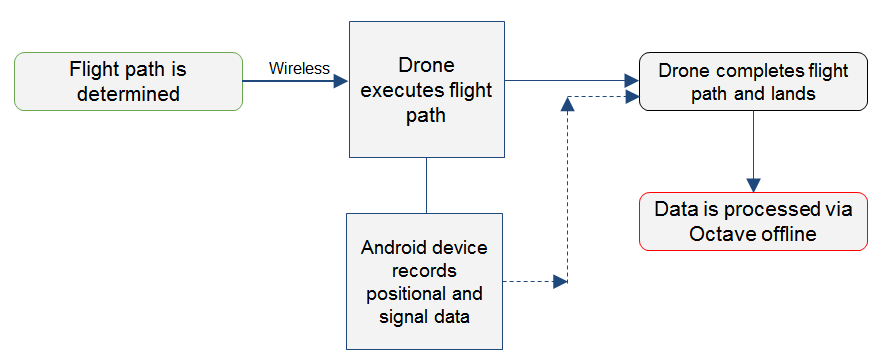 Flight path is
determined
Wireless
Drone
executes flight
path
Drone completes flight
path and lands
Android device
records
positional and
signal data
Data is processed via
Octave offline